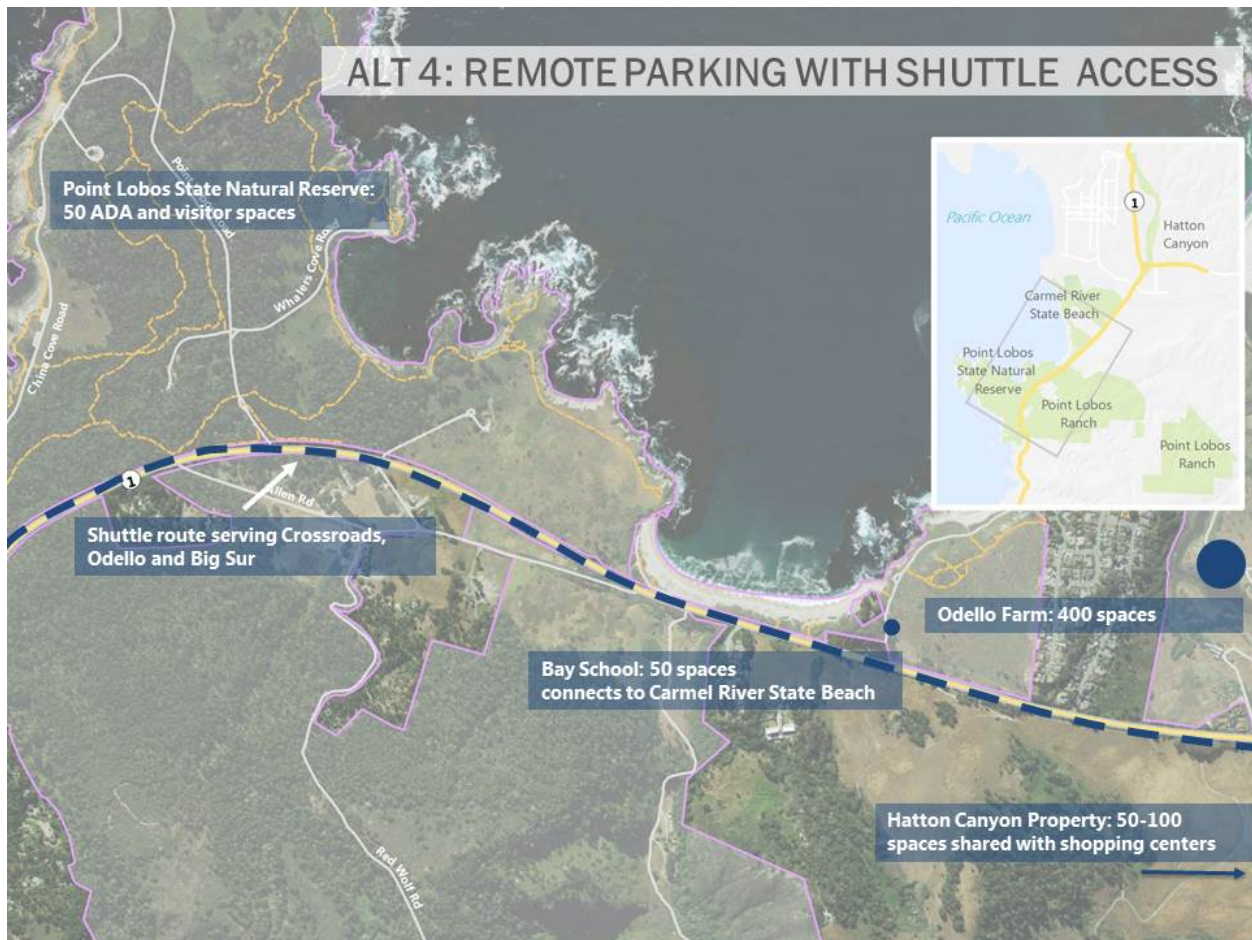 ALT 4: REMOTE PARKING WITH SHUTTLE ACCESS
Point Lobos State Natural Reserve:
50 ADA and visitor spaces
Point Lobos Road
Whalers Cove Road
China Cove Road
Pacific Ocean
1
Hatton
Canyon
Carmel River
State Beach
Point Lobos
State Natural
Reserve
Point Lobos
Ranch
Point Lobos
Ranch
1
Allen Rd
Shuttle route serving Crossroads,
Odello and Big Sur
Odello Farm: 400 spaces
Bay School: 50 spaces
connects to Carmel River State Beach
Hatton Canyon Property: 50-100
spaces shared with shopping centers
Red Wolf Rd